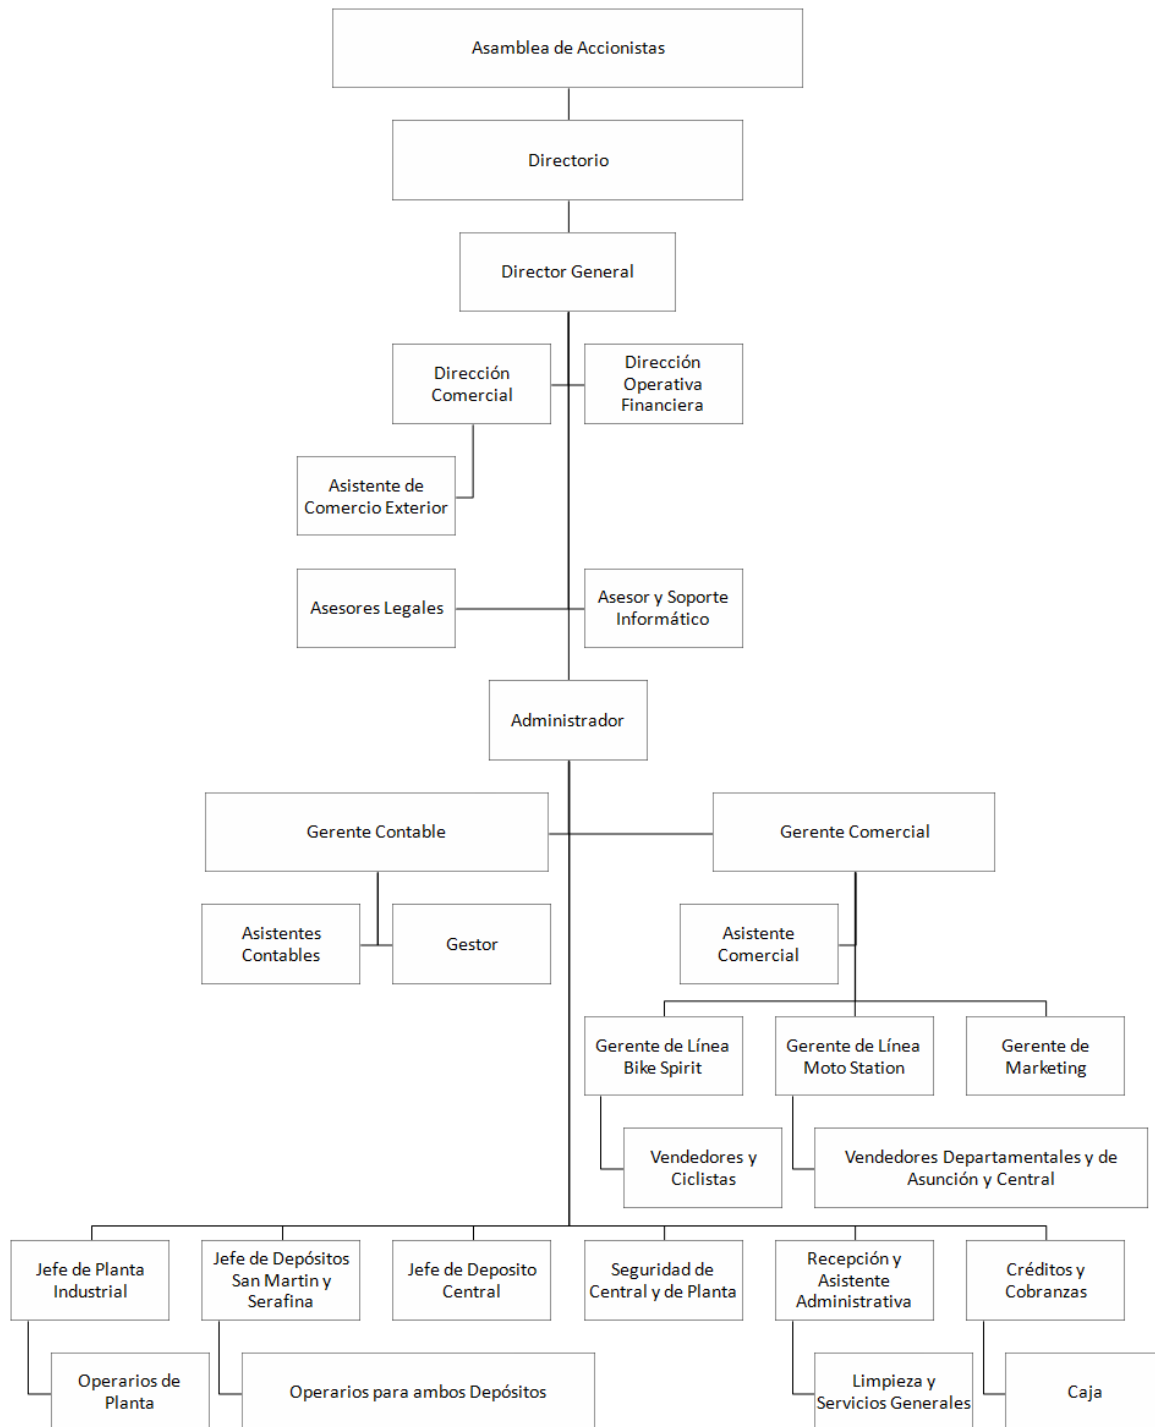 Asamblea de Accionistas
Directorio
Director General
Dirección
Comercial
Dirección
Operativa
Financiera
Asistente de
Comercio Exterior
Asesores Legales
Asesor y Soporte
Informático
Administrador
Gerente Contable
Gerente Comercial
Asistentes
Contables
Gestor
Asistente
Comercial
Gerente de Línea
Bike Spirit
Gerente de Línea
Moto Station
Gerente de
Marketing
Vendedores y
Ciclistas
Vendedores Departamentales y de
Asunción y Central
Jefe de Planta
Industrial
Jefe de Depósitos
San Martin y
Serafina
Jefe de Deposito
Central
Seguridad de
Central y de Planta
Recepción y
Asistente
Administrativa
Créditos y
Cobranzas
Operarios de
Planta
Operarios para ambos Depósitos
Limpieza y
Servicios Generales
Caja